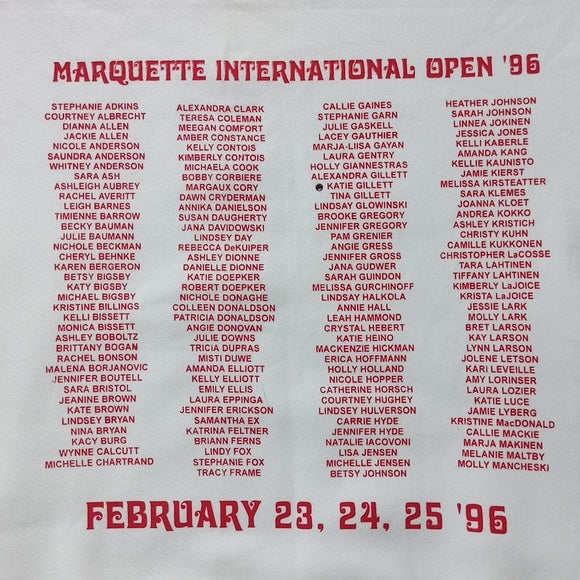 MARQUETTE INTERNATIONAL OPEN '96
STEPHANIE ADKINS
COURTNEY ALBRECHT
DIANNA ALLEN
JACKIE ALLEN
NICOLE ANDERSON
SAUNDRA ANDERSON
WHITNEY ANDERSON
SARA ASH
ASHLEIGH AUBREY
RACHEL AVERITT
LEIGH BARNES
TIMIENNE BARROW
BECKY BAUMAN
JULIE BAUMANN
NICHOLE BECKMAN
CHERYL BEHNKE
KAREN BERGERON
BETSY BIGSBY
KATY BIGSBY
MICHAEL BIGSBY
KRISTINE BILLINGS
KELLI BISSETT
MONICA BISSETT
ASHLEY BOBOLTZ
BRITTANY BOGAN
RACHEL BONSON
MALENA BORJANOVIC
JENNIFER BOUTELL
SARA BRISTOL
JEANINE BROWN
KATE BROWN
LINDSEY BRYAN
NINA BRYAN
KACY BURG
WYNNE CALCUTT
MICHELLE CHARTRAND
ALEXANDRA CLARK
TERESA COLEMAN
MEEGAN COMFORT
AMBER CONSTANCE
KELLY CONTOIS
KIMBERLY CONTOIS
MICHAELA COOK
BOBBY CORBIERE
MARGAUX CORY
DAWN CRYDERMAN
ANNIKA DANIELSON
SUSAN DAUGHERTY
JANA DAVIDOWSKI
LINDSEY DAY
REBECCA DeKUIPER
ASHLEY DIONNE
DANIELLE DIONNE
KATIE DOEPKER
ROBERT DOEPKER
NICHOLE DONAGHE
COLLEEN DONALDSON
PATRICIA DONALDSON
ANGIE DONOVAN
JULIE DOWNS
TRICIA DUPRAS
MISTI DUWE
AMANDA ELLIOTT
KELLY ELLIOTT
EMILY ELLIS
LAURA EPPINGA
JENNIFER ERICKSON
SAMANTHA EX
KATRINA FELTNER
BRIANN FERNS
LINDY FOX
STEPHANIE FOX
TRACY FRAME
CALLIE GAINES
STEPHANIE GARN
JULIE GASKELL
LACEY GAUTHIER
MARJA-LIISA GAYAN
LAURA GENTRY
HOLLY GIANNESTRAS
ALEXANDRA GILLETT
KATIE GILLETT
TINA GILLETT
LINDSAY GLOWINSKI
BROOKE GREGORY
JENNIFER GREGORY
PAM GRENIER
ANGIE GRESS
JENNIFER GROSS
JANA GUDWER
SARAH GUINDON
MELISSA GURCHINOFF
LINDSAY HALKOLA
ANNIE HALL
LEAH HAMMOND
CRYSTAL HEBERT
KATIE HEINO
MACKENZIE HICKMAN
ERICA HOFFMANN
HOLLY HOLLAND
NICOLE HOPPER
CATHERINE HORSCH
COURTNEY HUGHEY
LINDSEY HULVERSON
CARRIE HYDE
JENNIFER HYDE
NATALIE IACOVONI
LISA JENSEN
MICHELLE JENSEN
BETSY JOHNSON
HEATHER JOHNSON
SARAH JOHNSON
LINNEA JOKINEN
JESSICA JONES
KELLI KABERLE
AMANDA KANG
KELLIE KAUNISTO
JAMIE KIERST
MELISSA KIRSTEATTER
SARA KLEMES
JOANNA KLOET
ANDREA KOKKO
ASHLEY KRISTICH
CHRISTY KUHN
CAMILLE KUKKONEN
CHRISTOPHER LaCOSSE
TARA LAHTINEN
TIFFANY LAHTINEN
KIMBERLY LaJOICE
KRISTA LaJOICE
JESSIE LARK
MOLLY LARK
BRET LARSON
KAY LARSON
LYNN LARSON
JOLENE LETSON
KARI LEVEILLE
AMY LORINSER
LAURA LOZIER
KATIE LUCE
JAMIE LYBERG
KRISTINE MacDONALD
CALLIE MACKIE
MARJA MAKINEN
MELANIE MALTBY
MOLLY MANCHESKI
FEBRUARY 23, 24, 25 '96